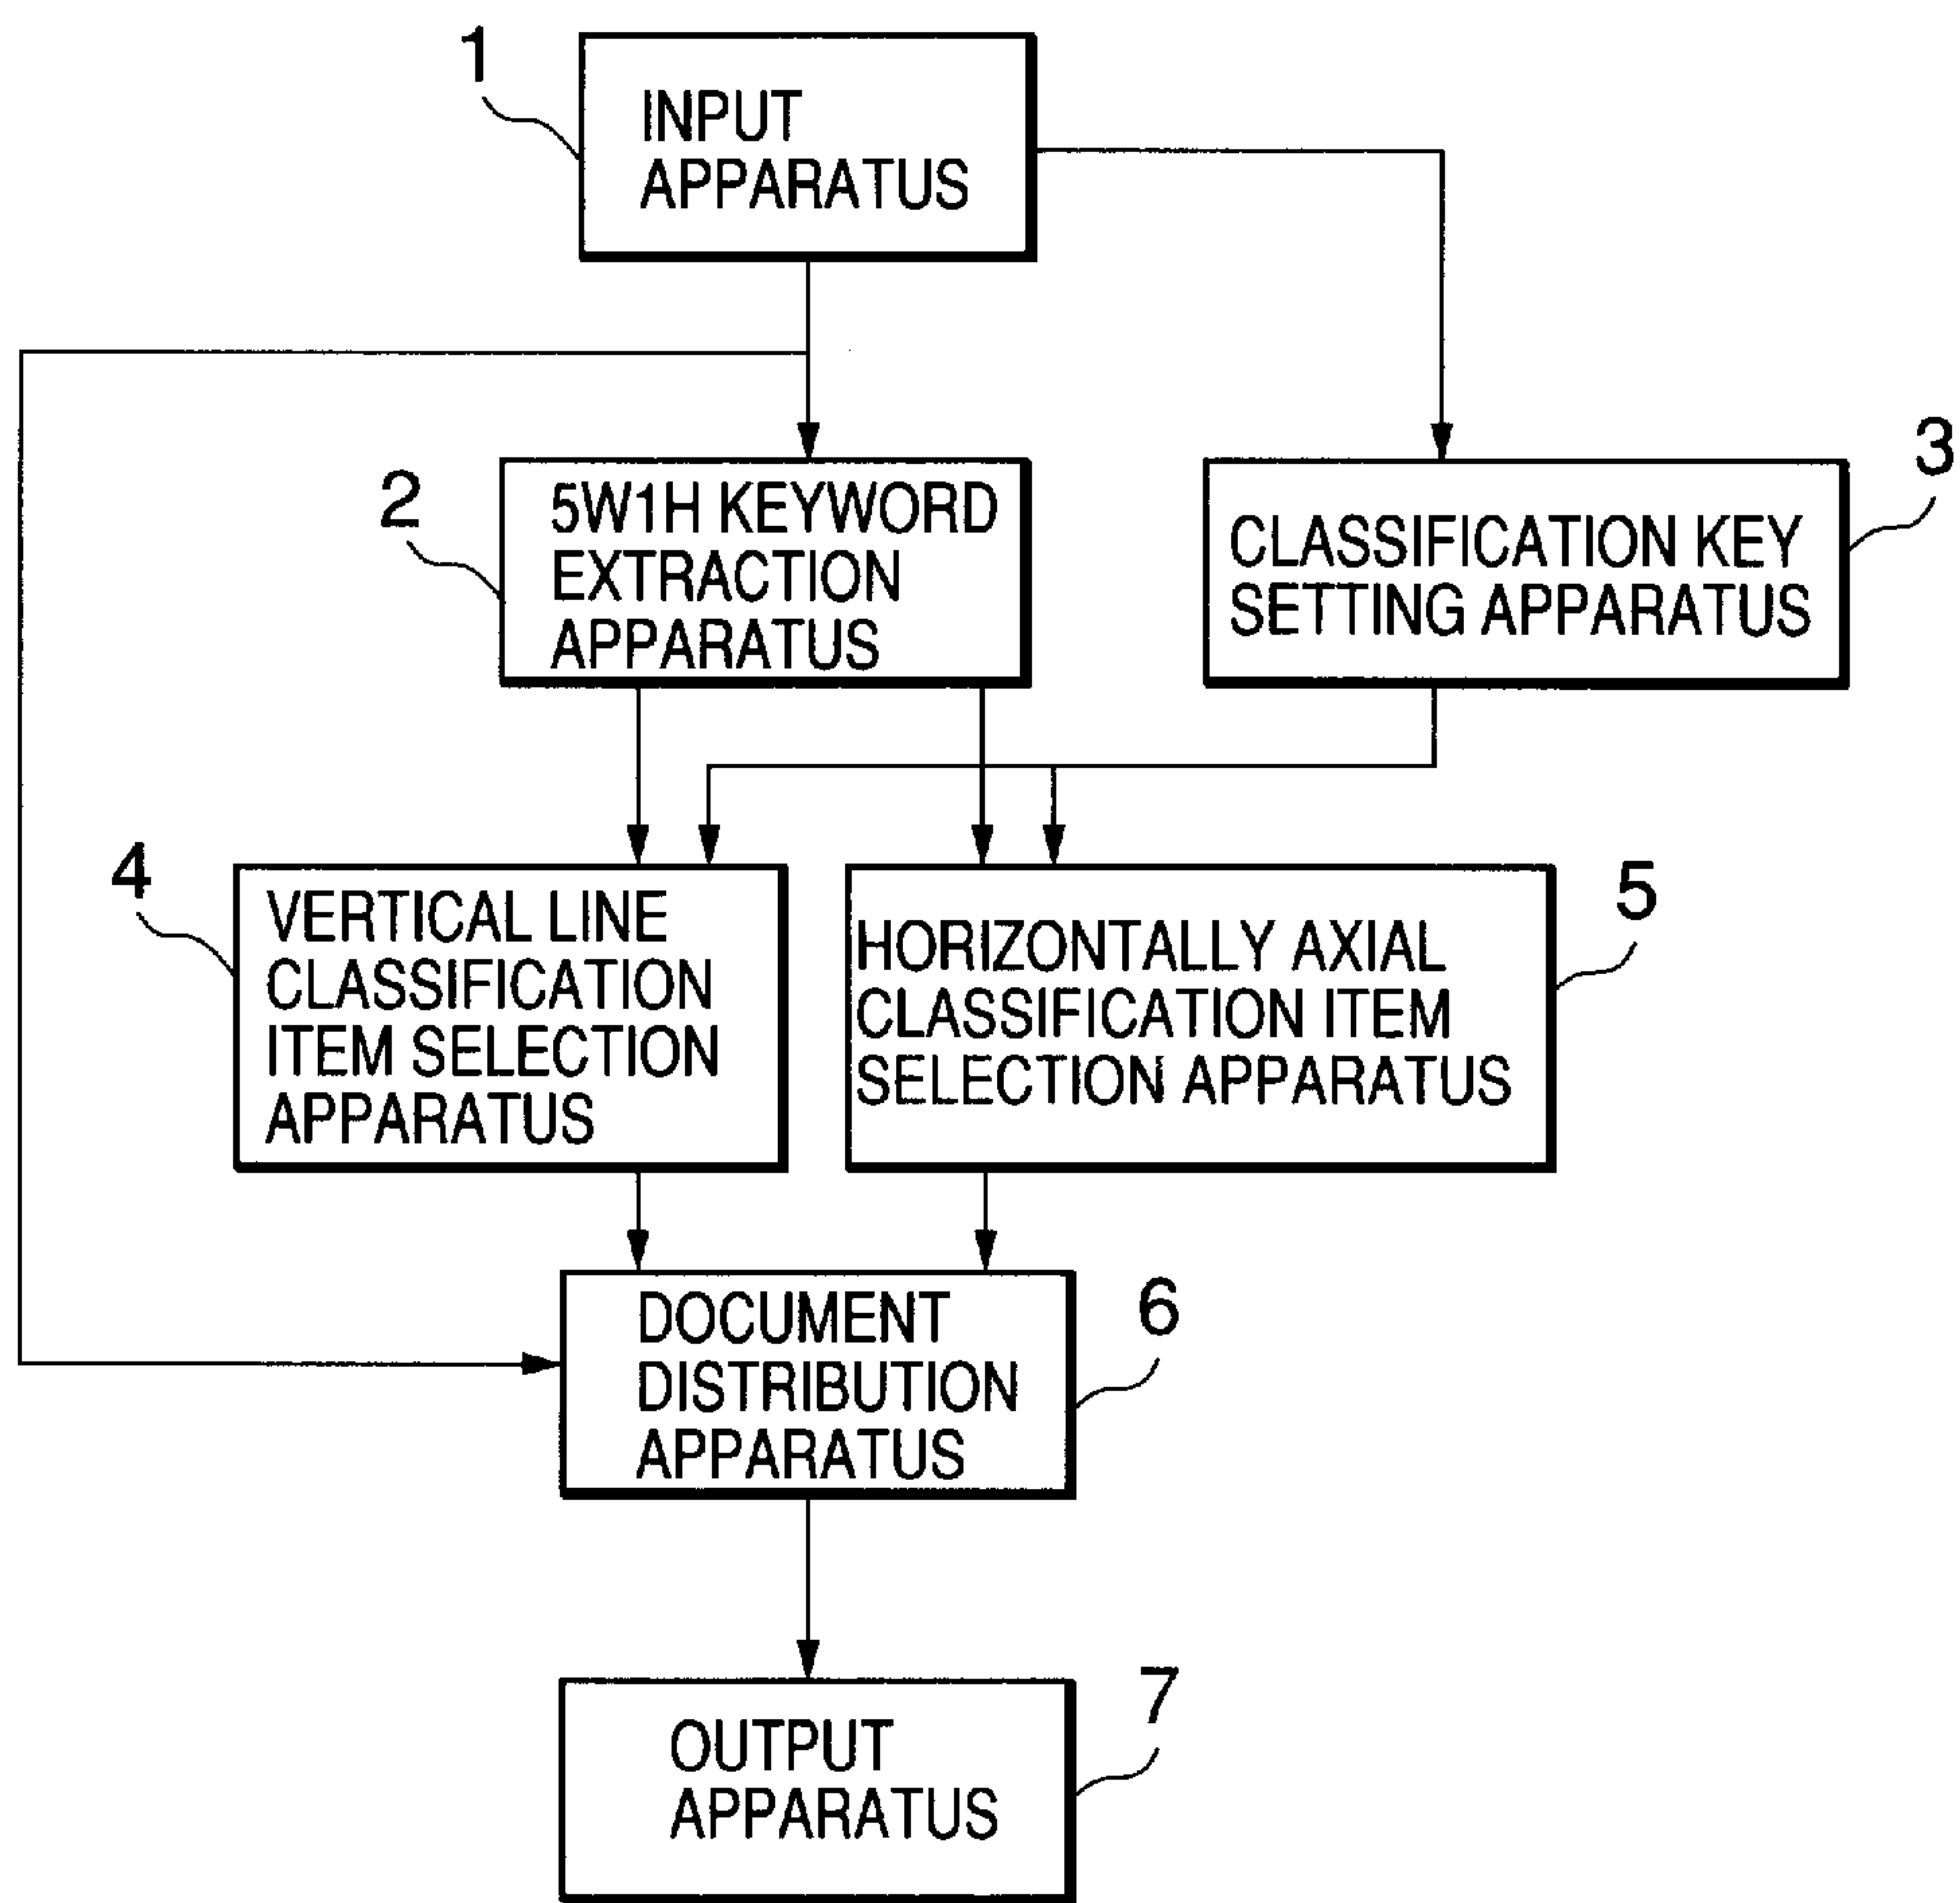 1
INPUT
APPARATUS
2
5W1H KEYWORD
EXTRACTION
APPARATUS
3
CLASSIFICATION KEY
SETTING APPARATUS
4
VERTICAL LINE
CLASSIFICATION
ITEM SELECTION
APPARATUS
5
HORIZONTALLY AXIAL
CLASSIFICATION ITEM
SELECTION APPARATUS
6
DOCUMENT
DISTRIBUTION
APPARATUS
7
OUTPUT
APPARATUS